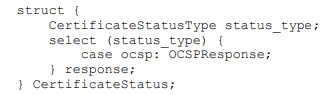 struct {
    CertificateStatusType status_type;
    select (status_type) {
        case ocsp: OCSPResponse;
    } response;
} CertificateStatus;